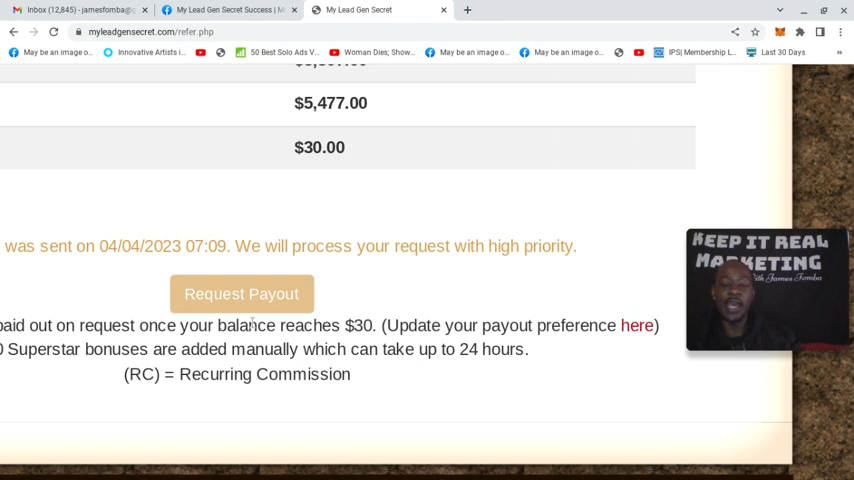 Inbox (12,845) - jamesfomba@g
My Lead Gen Secret Success | M
My Lead Gen Secret
myleadgensecret.com/refer.php
May be an image o...
Innovative Artists i...
50 Best Solo Ads V...
Woman Dies; Show...
May be an image o...
May be an image o...
IPS| Membership L...
Last 30 Days
$5,477.00
$30.00
was sent on 04/04/2023 07:09. We will process your request with high priority.
Request Payout
paid out on request once your balance reaches $30. (Update your payout preference here)
0 Superstar bonuses are added manually which can take up to 24 hours.
(RC) = Recurring Commission
KEEP IT REAL
MARKETING
With James Fomba